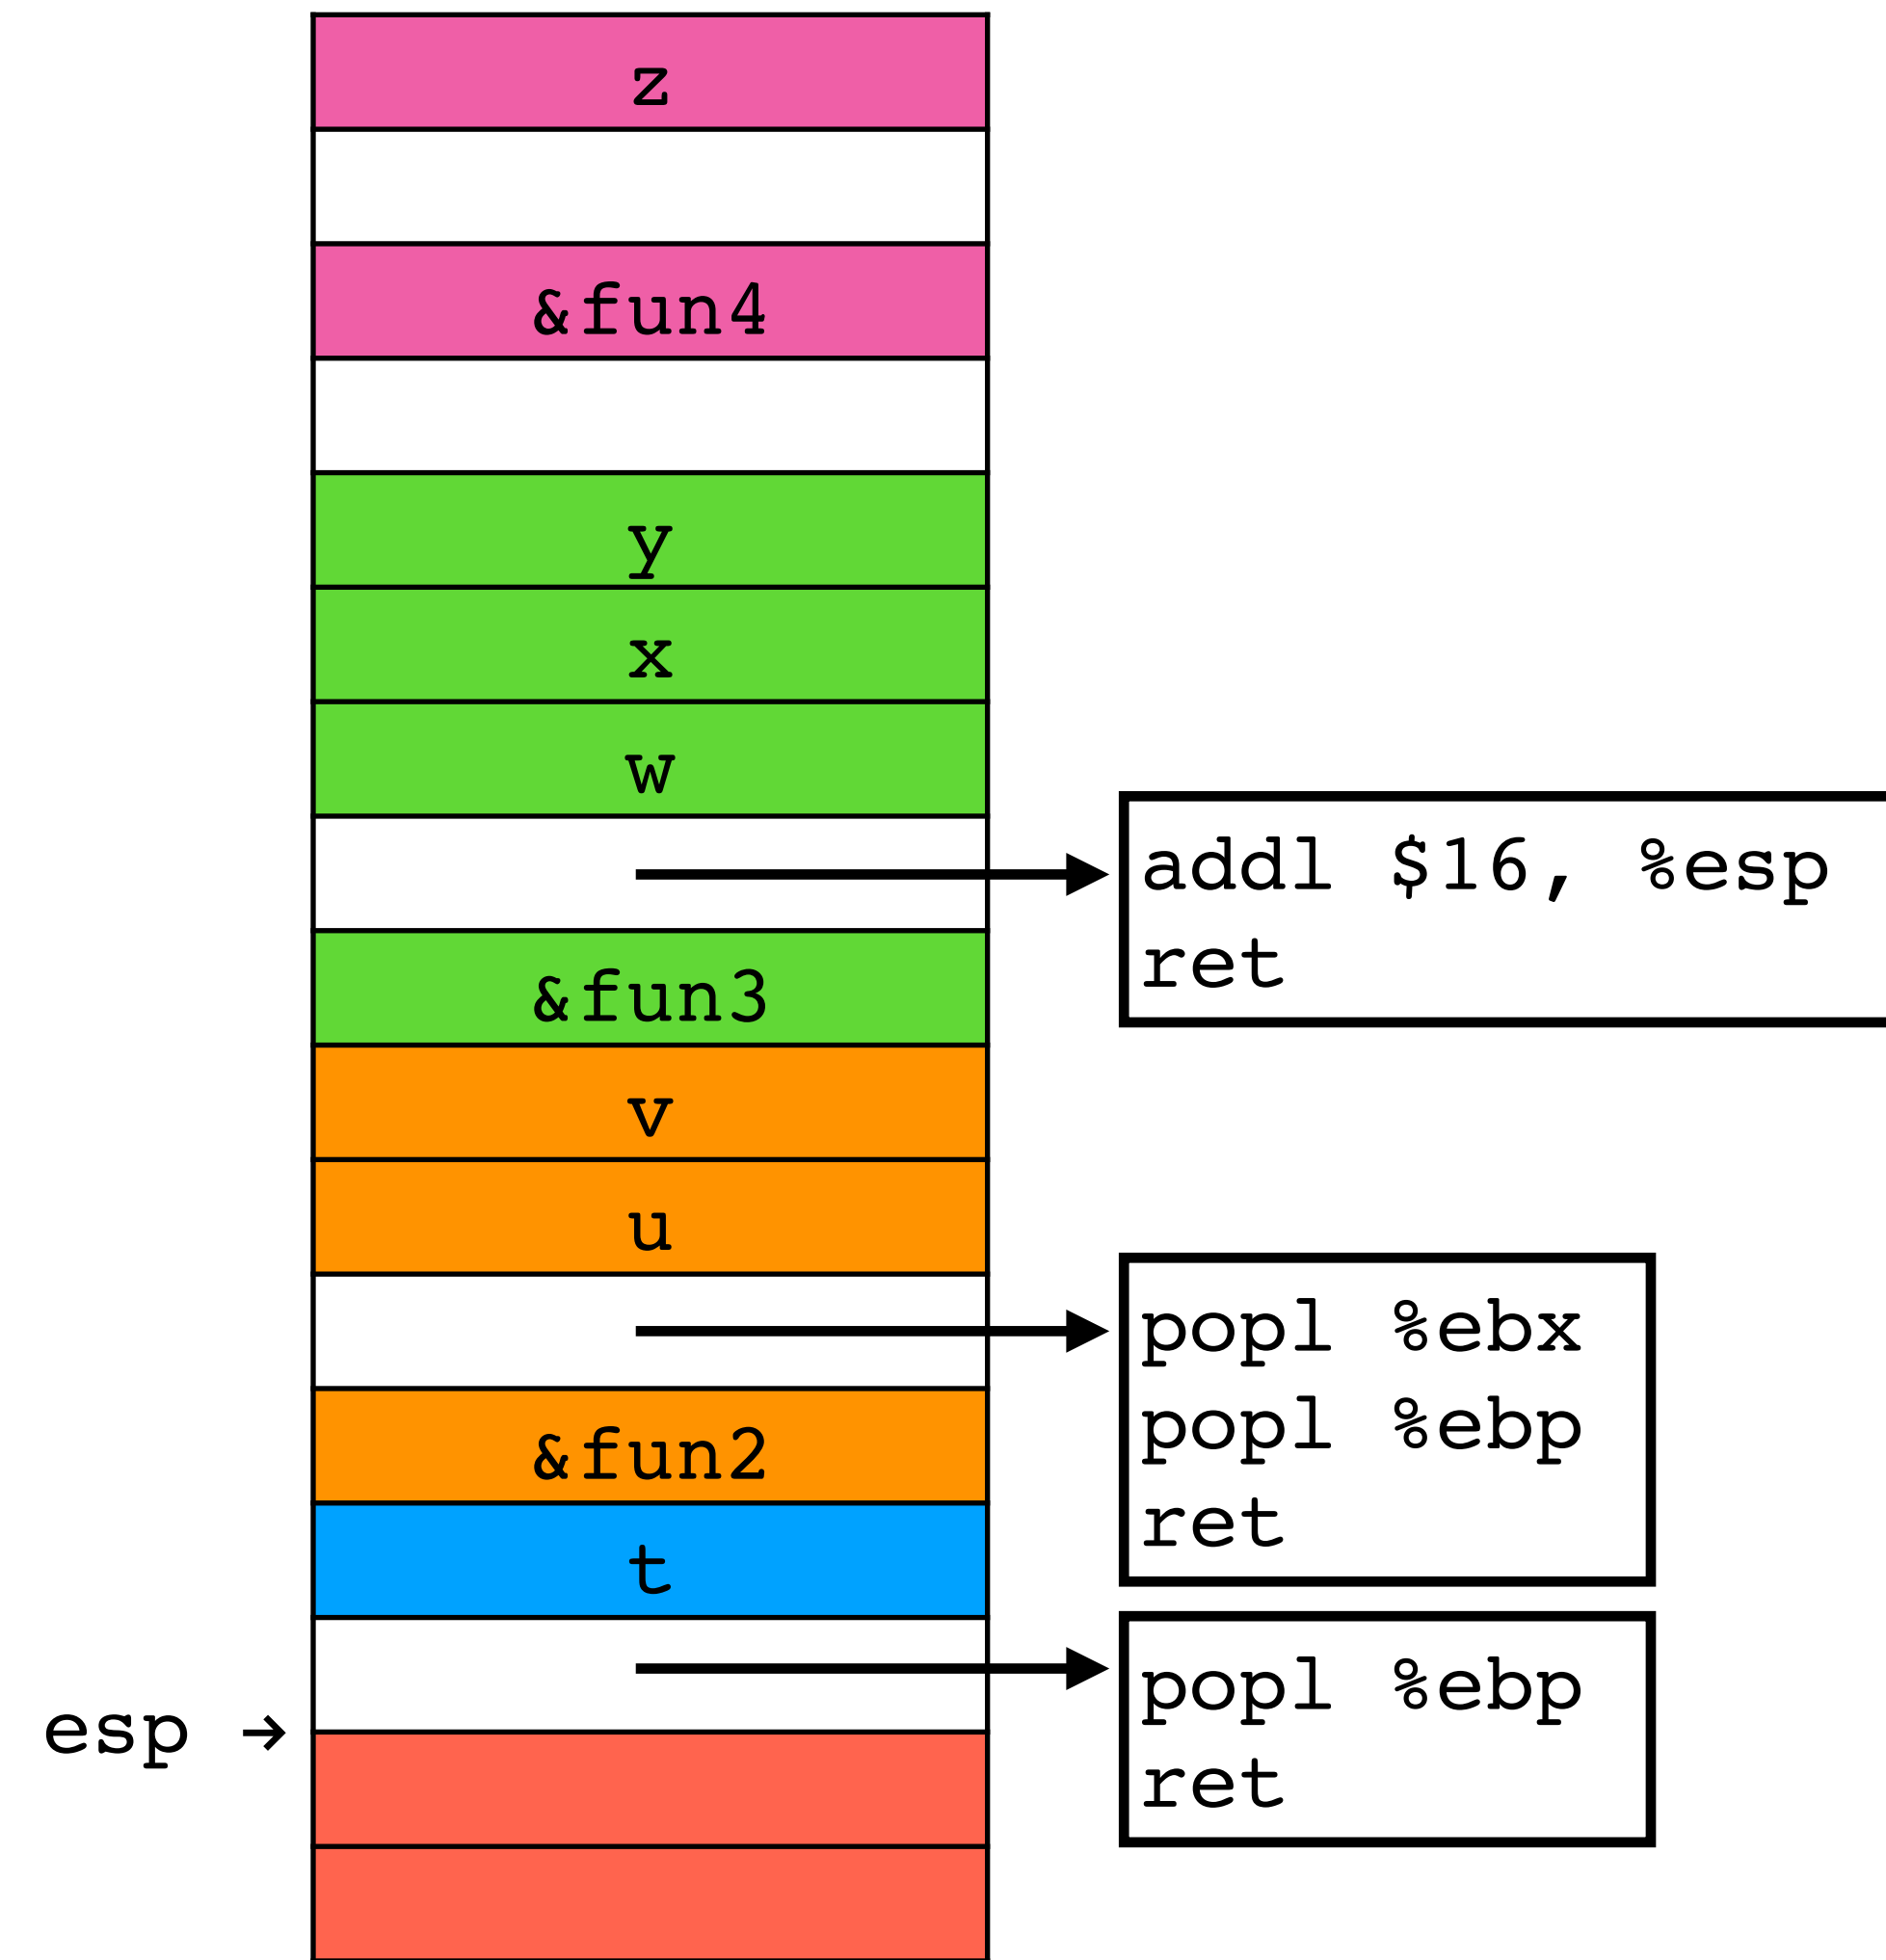 z
&fun4
y
x
w
addl $16, %esp
ret
&fun3
v
u
popl %ebx
popl %ebp
ret
&fun2
t
popl %ebp
ret
esp →